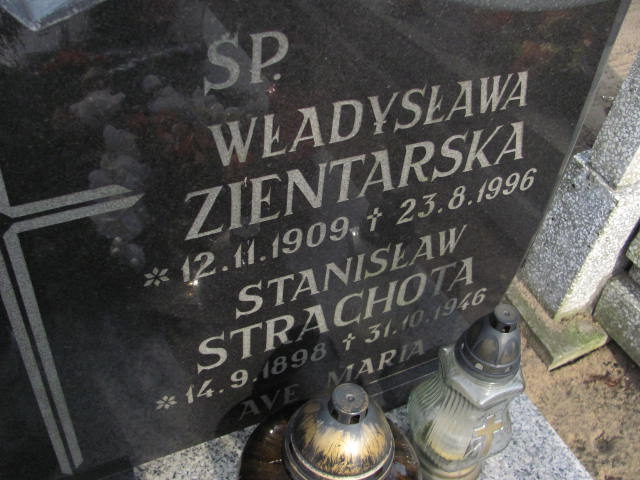 ŚP.
WŁADYSŁAWA
ZIENTARSKA
* 12.11.1909 † 23.8.1996
STANISŁAW
STRACHOTA
* 14.9.1898 † 31.10.1946
AVE MARIA